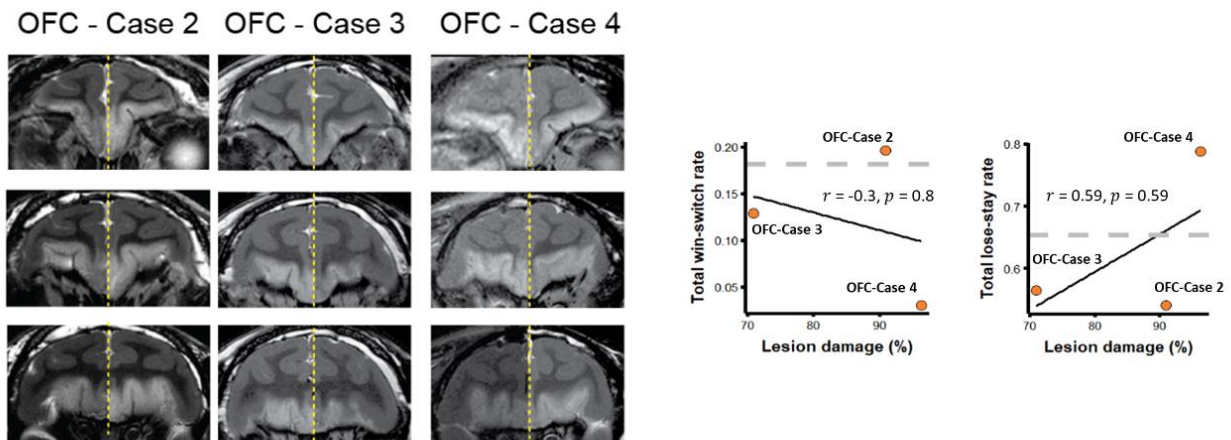 OFC - Case 2
OFC - Case 3
OFC - Case 4
Total win-switch rate
0.20
0.15
0.10
0.05
OFC-Case 2
r = -0.3, p = 0.8
OFC-Case 3
OFC-Case 4
70
80
90
Lesion damage (%)
Total lose-stay rate
0.8
0.7
0.6
OFC-Case 4
r = 0.59, p = 0.59
OFC-Case 3
OFC-Case 2
70
80
90
Lesion damage (%)